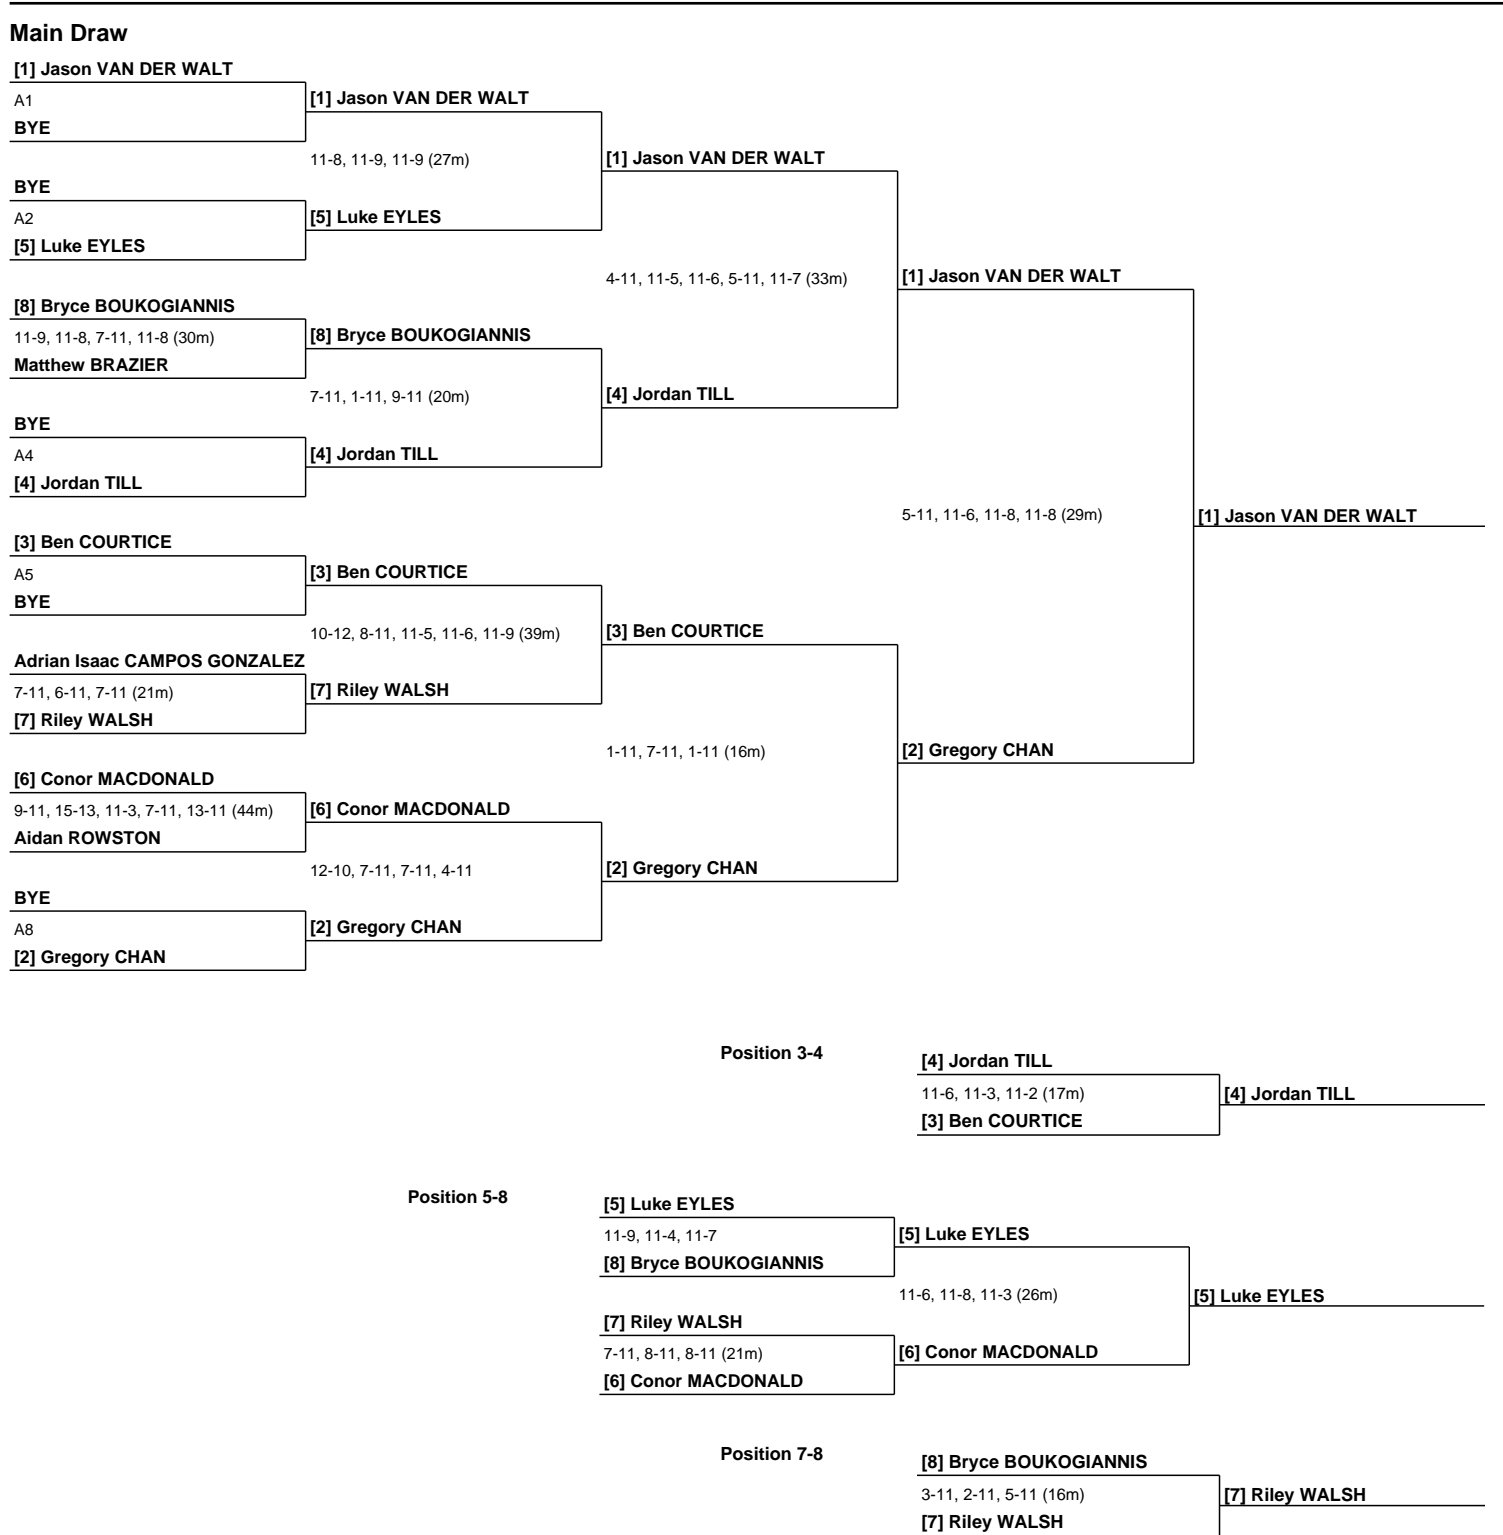 Main Draw
[1] Jason VAN DER WALT
A1
BYE
[1] Jason VAN DER WALT
11-8, 11-9, 11-9 (27m)
[1] Jason VAN DER WALT
BYE
A2
[5] Luke EYLES
[5] Luke EYLES
4-11, 11-5, 11-6, 5-11, 11-7 (33m)
[1] Jason VAN DER WALT
[8] Bryce BOUKOGIANNIS
11-9, 11-8, 7-11, 11-8 (30m)
Matthew BRAZIER
[8] Bryce BOUKOGIANNIS
7-11, 1-11, 9-11 (20m)
[4] Jordan TILL
BYE
A4
[4] Jordan TILL
[4] Jordan TILL
5-11, 11-6, 11-8, 11-8 (29m)
[1] Jason VAN DER WALT
[3] Ben COURTICE
A5
BYE
[3] Ben COURTICE
10-12, 8-11, 11-5, 11-6, 11-9 (39m)
[3] Ben COURTICE
Adrian Isaac CAMPOS GONZALEZ
7-11, 6-11, 7-11 (21m)
[7] Riley WALSH
[7] Riley WALSH
1-11, 7-11, 1-11 (16m)
[2] Gregory CHAN
[6] Conor MACDONALD
9-11, 15-13, 11-3, 7-11, 13-11 (44m)
Aidan ROWSTON
[6] Conor MACDONALD
12-10, 7-11, 7-11, 4-11
[2] Gregory CHAN
BYE
A8
[2] Gregory CHAN
[2] Gregory CHAN
Position 3-4
[4] Jordan TILL
11-6, 11-3, 11-2 (17m)
[3] Ben COURTICE
[4] Jordan TILL
Position 5-8
[5] Luke EYLES
11-9, 11-4, 11-7
[8] Bryce BOUKOGIANNIS
[5] Luke EYLES
11-6, 11-8, 11-3 (26m)
[5] Luke EYLES
[7] Riley WALSH
7-11, 8-11, 8-11 (21m)
[6] Conor MACDONALD
[6] Conor MACDONALD
Position 7-8
[8] Bryce BOUKOGIANNIS
3-11, 2-11, 5-11 (16m)
[7] Riley WALSH
[7] Riley WALSH